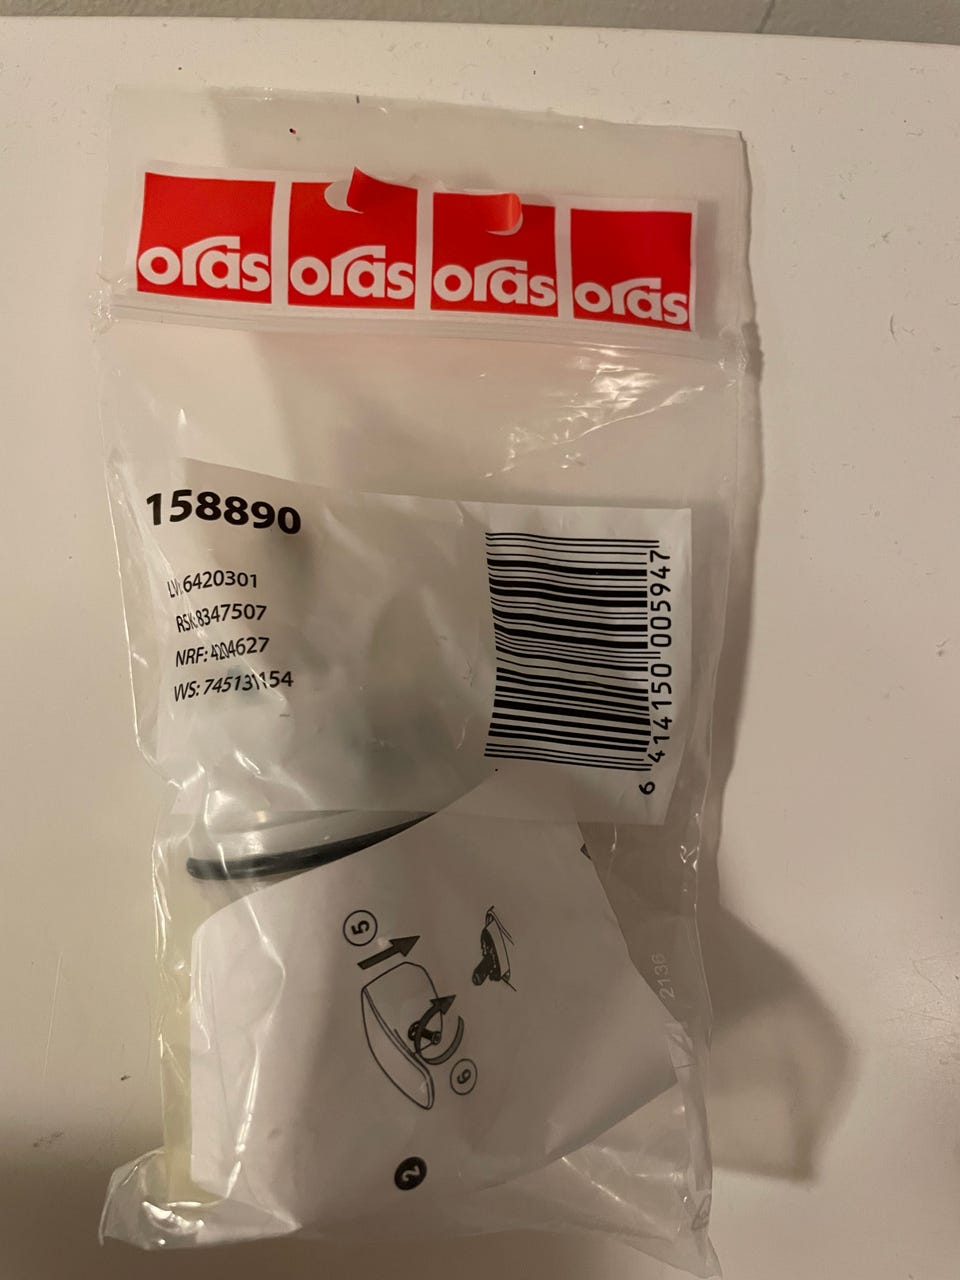 oras oras oras oras
158890
LVI: 6420301
RSK: 8347507
NRF: 4204627
VVS: 745131154
6 414150 005947
5
6
2136
2